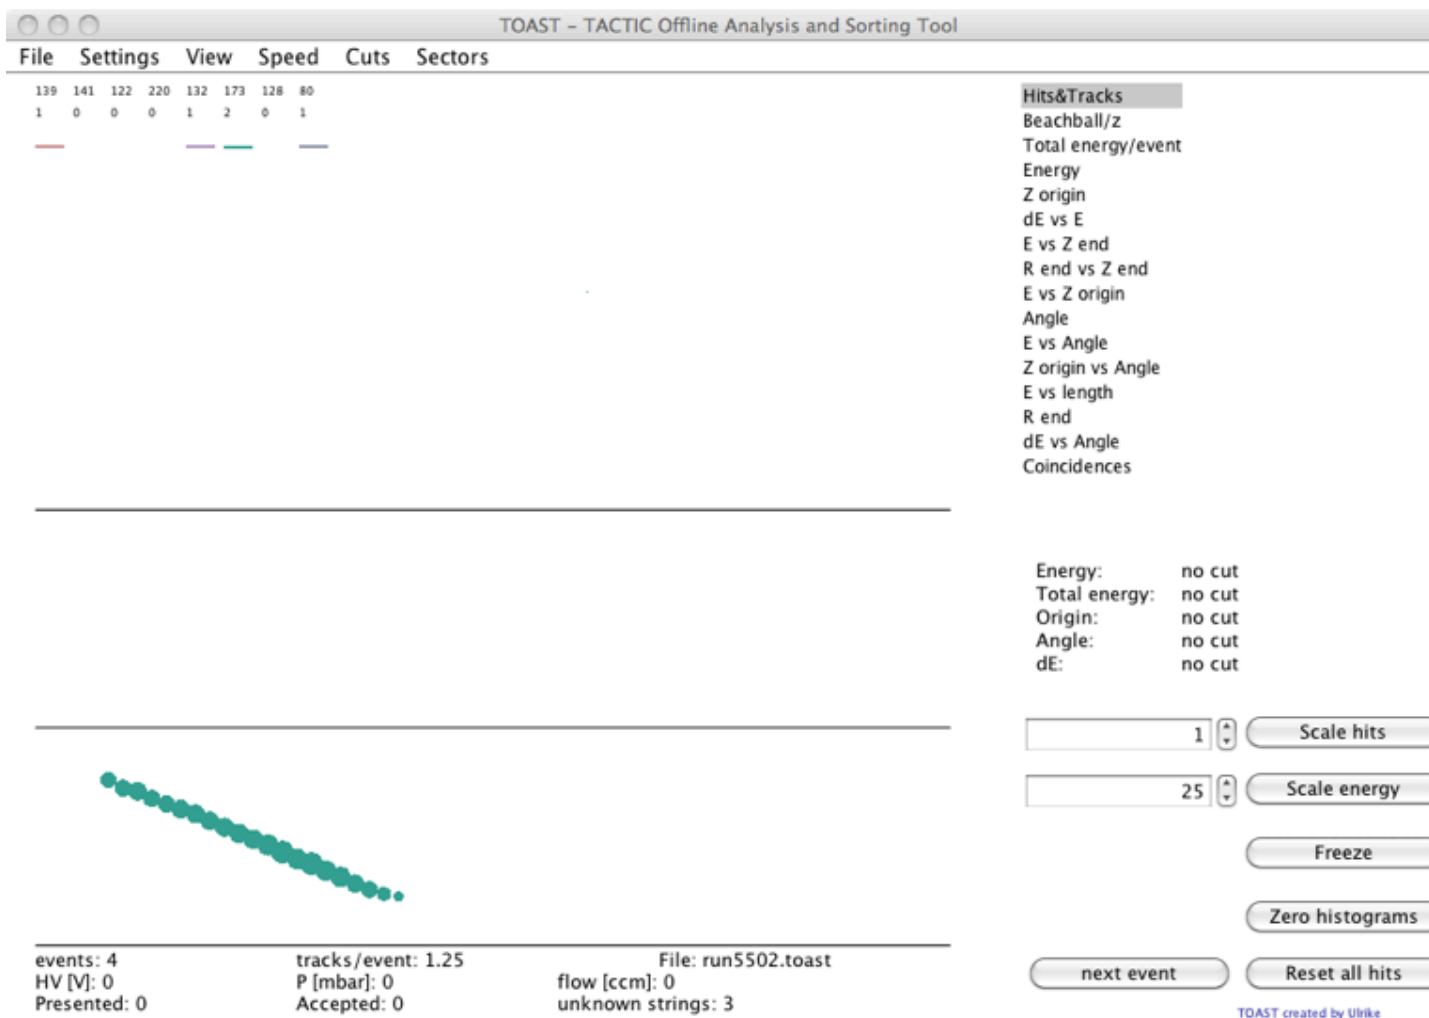 TOAST – TACTIC Offline Analysis and Sorting Tool
File Settings View Speed Cuts Sectors
139 141 122 220 132 173 128 80
1 0 0 0 1 2 0 1
Hits&Tracks
Beachball/z
Total energy/event
Energy
Z origin
dE vs E
E vs Z end
R end vs Z end
E vs Z origin
Angle
E vs Angle
Z origin vs Angle
E vs length
R end
dE vs Angle
Coincidences
Energy: no cut
Total energy: no cut
Origin: no cut
Angle: no cut
dE: no cut
1 Scale hits
25 Scale energy
Freeze
Zero histograms
events: 4 tracks/event: 1.25 File: run5502.toast
HV [V]: 0 P [mbar]: 0 flow [ccm]: 0
Presented: 0 Accepted: 0 unknown strings: 3
next event Reset all hits
TOAST created by Ulrike